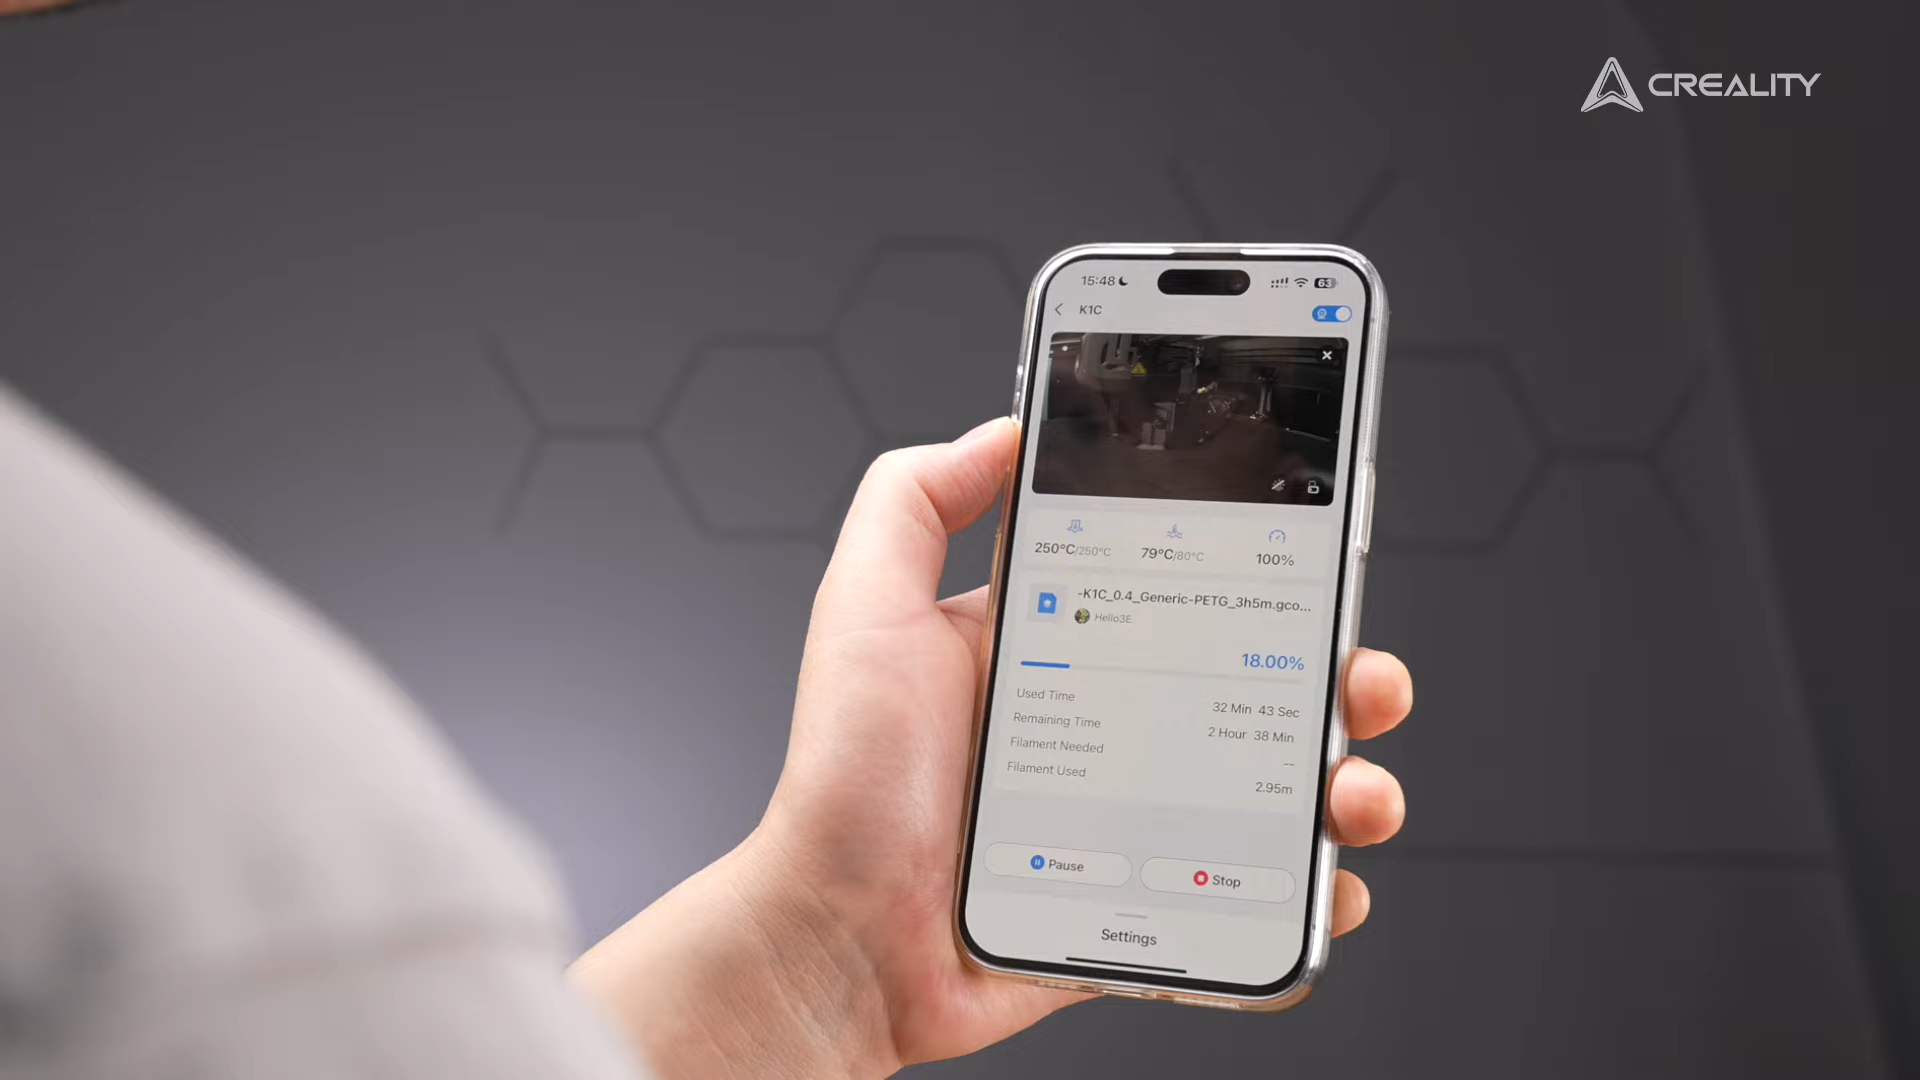 CREALITY
15:48
63
K1C
250°C/250°C 79°C/80°C 100%
-K1C_0.4_Generic-PETG_3h5m.gco...
Hello3E
18.00%
Used Time 32 Min 43 Sec
Remaining Time 2 Hour 38 Min
Filament Needed --
Filament Used 2.95m
Pause Stop
Settings